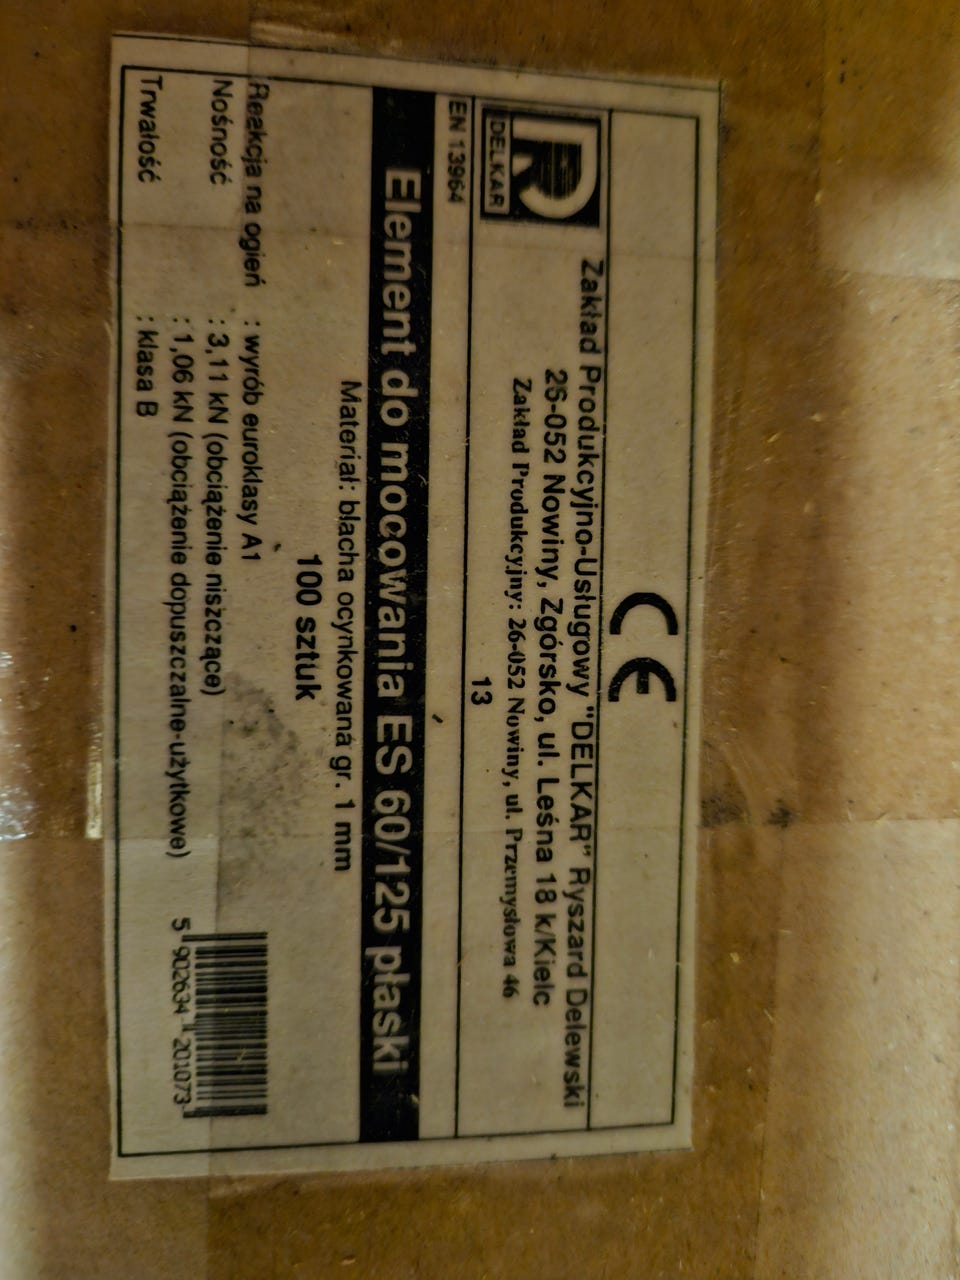 CE
DELKAR
Zakład Produkcyjno-Usługowy "DELKAR" Ryszard Delewski
26-052 Nowiny, Zgórsko, ul. Leśna 18 k/Kielc
Zakład Produkcyjny: 26-052 Nowiny, ul. Przemysłowa 46
13
EN 13964
Element do mocowania ES 60/125 płaski
Materiał: blacha ocynkowana gr. 1 mm
100 sztuk
Reakcja na ogień : wyrób euroklasy A1
Nośność : 3,11 kN (obciążenie niszczące)
: 1,06 kN (obciążenie dopuszczalne-użytkowe)
Trwałość : klasa B
5 902634 201073